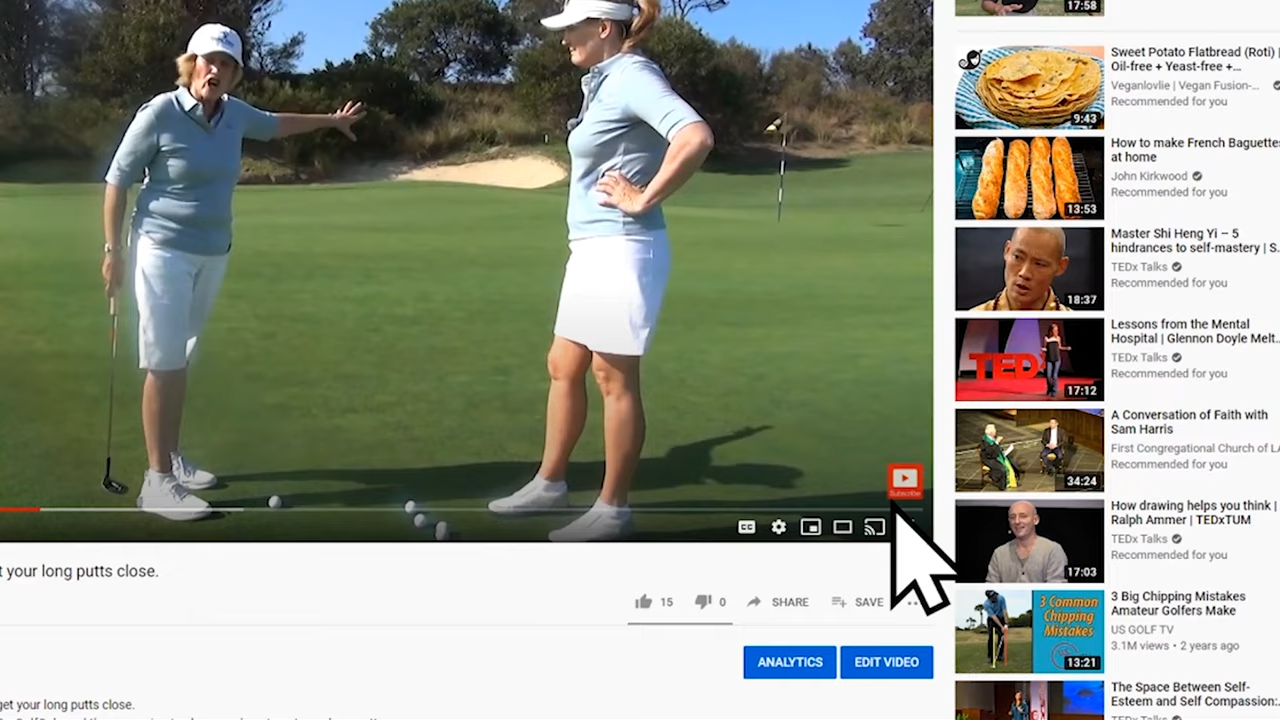 17:58
Sweet Potato Flatbread (Roti) |
Oil-free + Yeast-free +...
Veganlovlie | Vegan Fusion-...
Recommended for you
9:43
How to make French Baguettes
at home
John Kirkwood
Recommended for you
13:53
Master Shi Heng Yi – 5
hindrances to self-mastery | S.
TEDx Talks
Recommended for you
18:37
Lessons from the Mental
Hospital | Glennon Doyle Melt..
TEDx Talks
Recommended for you
TED
17:12
A Conversation of Faith with
Sam Harris
First Congregational Church of LA
Recommended for you
34:24
How drawing helps you think |
Ralph Ammer | TEDxTUM
TEDx Talks
Recommended for you
17:03
3 Big Chipping Mistakes
Amateur Golfers Make
US GOLF TV
3.1M views • 2 years ago
3 Common
Chipping
Mistakes
13:21
The Space Between Self-
Esteem and Self Compassion:
TEDx Talks
Subscribe
CC
t your long putts close.
15
0
SHARE
SAVE
ANALYTICS
EDIT VIDEO
get your long putts close.